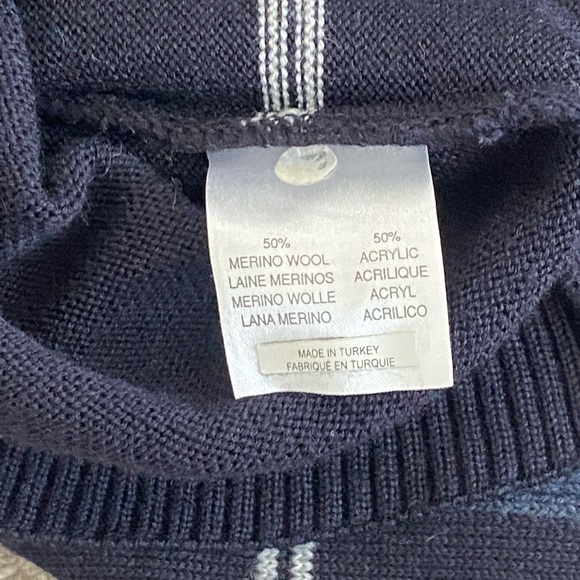 50% 50%
MERINO WOOL ACRYLIC
LAINE MERINOS ACRILIQUE
MERINO WOLLE ACRYL
LANA MERINO ACRILICO
MADE IN TURKEY
FABRIQUÉ EN TURQUIE